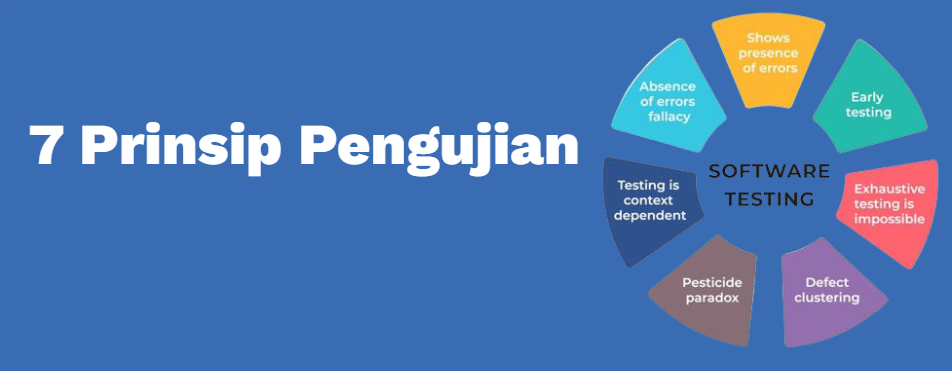 7 Prinsip Pengujian
Shows
presence
of errors
Early
testing
Exhaustive
testing is
impossible
Defect
clustering
Pesticide
paradox
Testing is
context
dependent
Absence
of errors
fallacy
SOFTWARE
TESTING